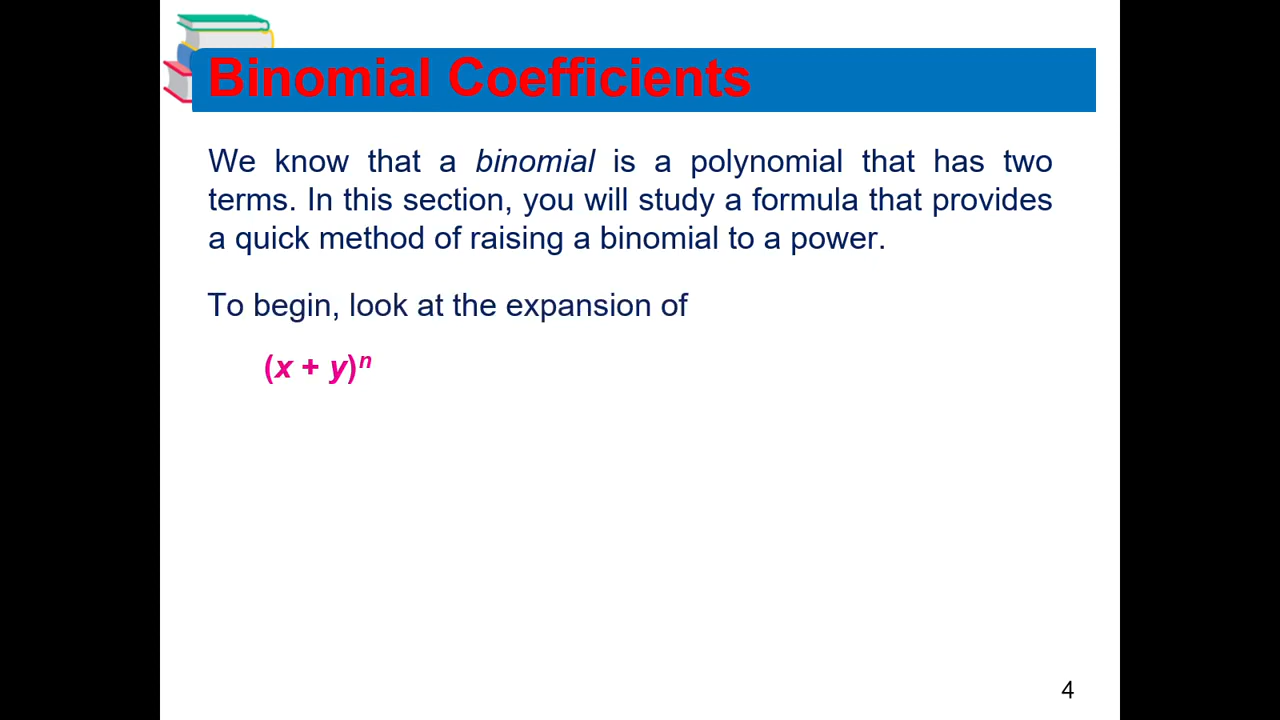 Binomial Coefficients
We know that a binomial is a polynomial that has two
terms. In this section, you will study a formula that provides
a quick method of raising a binomial to a power.
To begin, look at the expansion of
(x + y)ⁿ
4